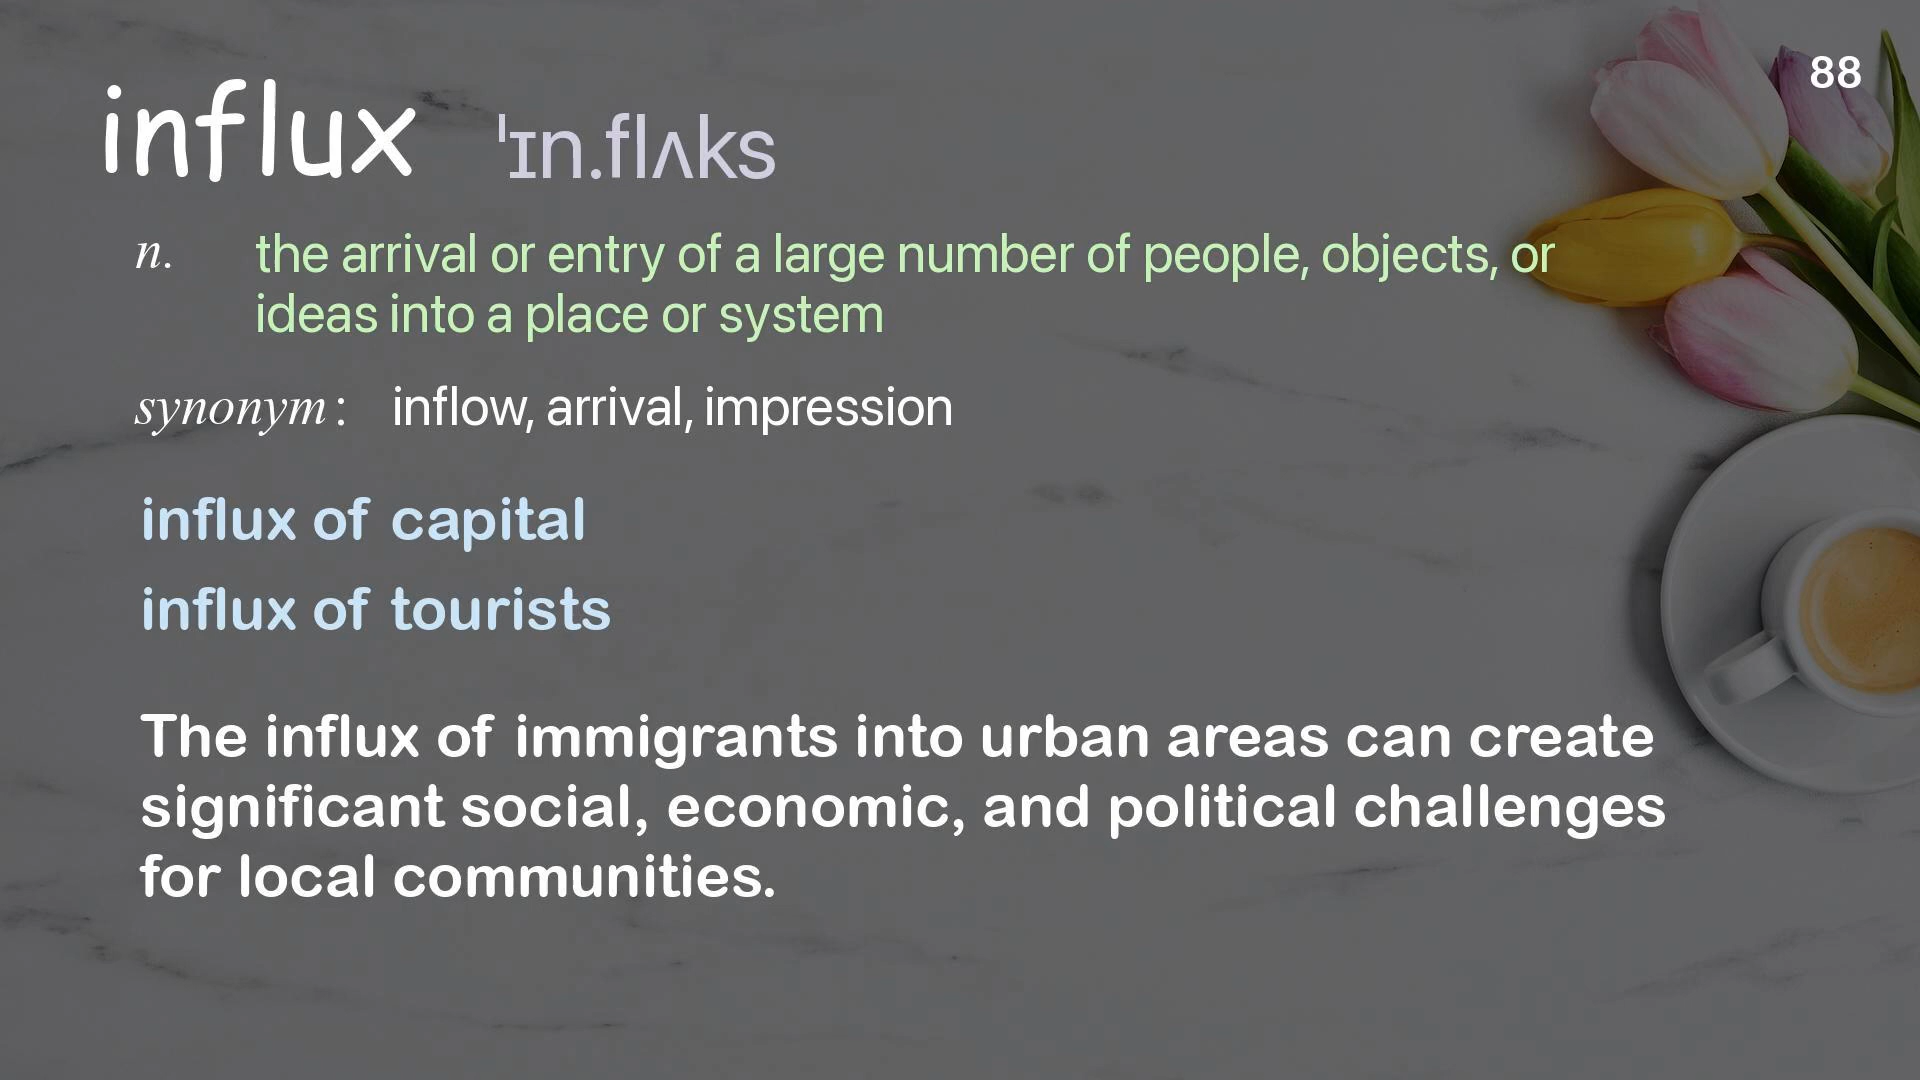 88
influx ˈɪn.flʌks
n. the arrival or entry of a large number of people, objects, or
ideas into a place or system
synonym: inflow, arrival, impression
influx of capital
influx of tourists
The influx of immigrants into urban areas can create
significant social, economic, and political challenges
for local communities.